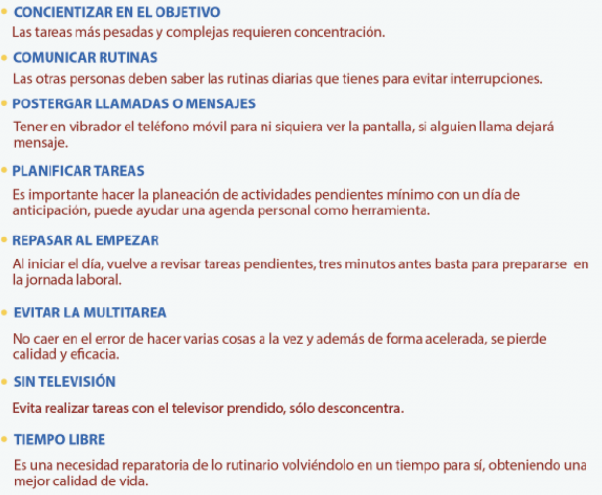 CONCIENTIZAR EN EL OBJETIVO
Las tareas más pesadas y complejas requieren concentración.
COMUNICAR RUTINAS
Las otras personas deben saber las rutinas diarias que tienes para evitar interrupciones.
POSTERGAR LLAMADAS O MENSAJES
Tener en vibrador el teléfono móvil para ni siquiera ver la pantalla, si alguien llama dejará
mensaje.
PLANIFICAR TAREAS
Es importante hacer la planeación de actividades pendientes mínimo con un día de
anticipación, puede ayudar una agenda personal como herramienta.
REPASAR AL EMPEZAR
Al iniciar el día, vuelve a revisar tareas pendientes, tres minutos antes basta para prepararse en
la jornada laboral.
EVITAR LA MULTITAREA
No caer en el error de hacer varias cosas a la vez y además de forma acelerada, se pierde
calidad y eficacia.
SIN TELEVISIÓN
Evita realizar tareas con el televisor prendido, sólo desconcentra.
TIEMPO LIBRE
Es una necesidad reparatoria de lo rutinario volviéndolo en un tiempo para sí, obteniendo una
mejor calidad de vida.